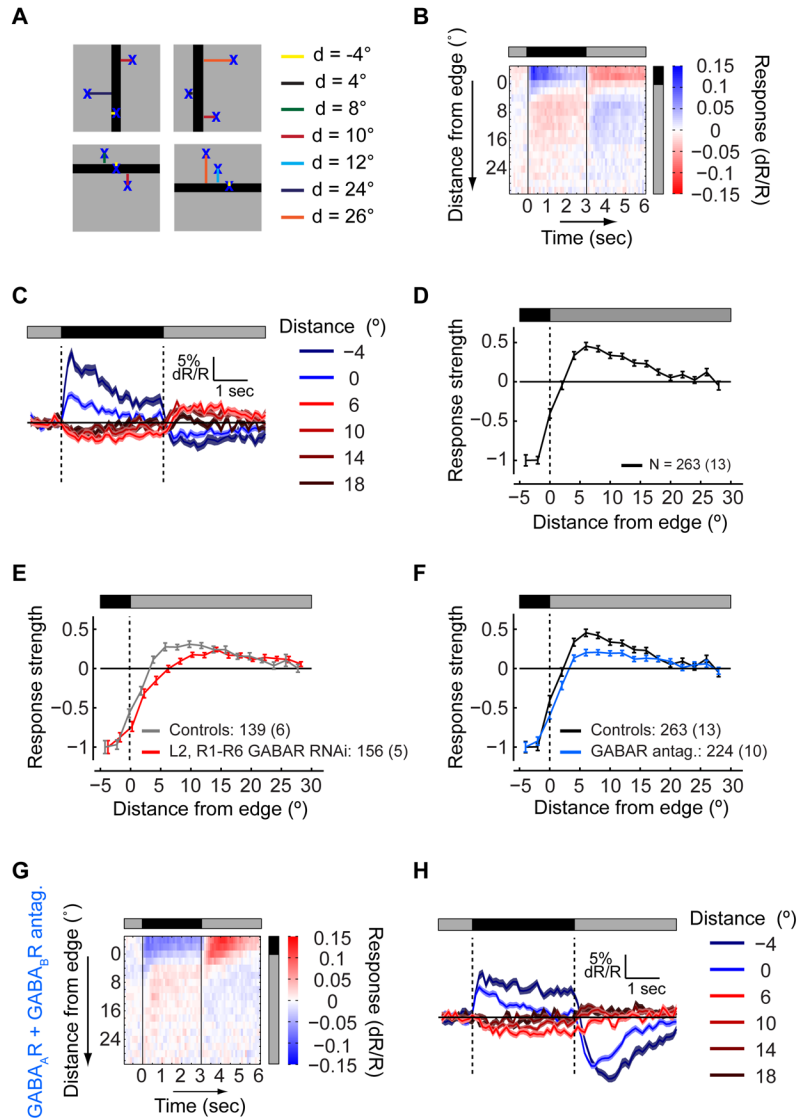 A
X X X X
X X X X
X X X X
d = -4°
d = 4°
d = 8°
d = 10°
d = 12°
d = 24°
d = 26°
B
Distance from edge (˚)
0
8
16
24
0 1 2 3 4 5 6
Time (sec)
0.15
0.1
0.05
0
−0.05
−0.1
−0.15
Response (dR/R)
C
5%
dR/R
1 sec
Distance (º)
−4
0
6
10
14
18
D
Response strength
0.5
0
−0.5
−1
N = 263 (13)
−5 0 5 10 15 20 25 30
Distance from edge (º)
E
Response strength
0.5
0
−0.5
−1
Controls: 139 (6)
L2, R1-R6 GABAR RNAi: 156 (5)
−5 0 5 10 15 20 25 30
Distance from edge (º)
F
Response strength
0.5
0
−0.5
−1
Controls: 263 (13)
GABAR antag.: 224 (10)
−5 0 5 10 15 20 25 30
Distance from edge (º)
G
GABA_AR + GABA_BR antag.
Distance from edge (˚)
0
8
16
24
0 1 2 3 4 5 6
Time (sec)
0.15
0.1
0.05
0
−0.05
−0.1
−0.15
Response (dR/R)
H
5%
dR/R
1 sec
Distance (º)
−4
0
6
10
14
18